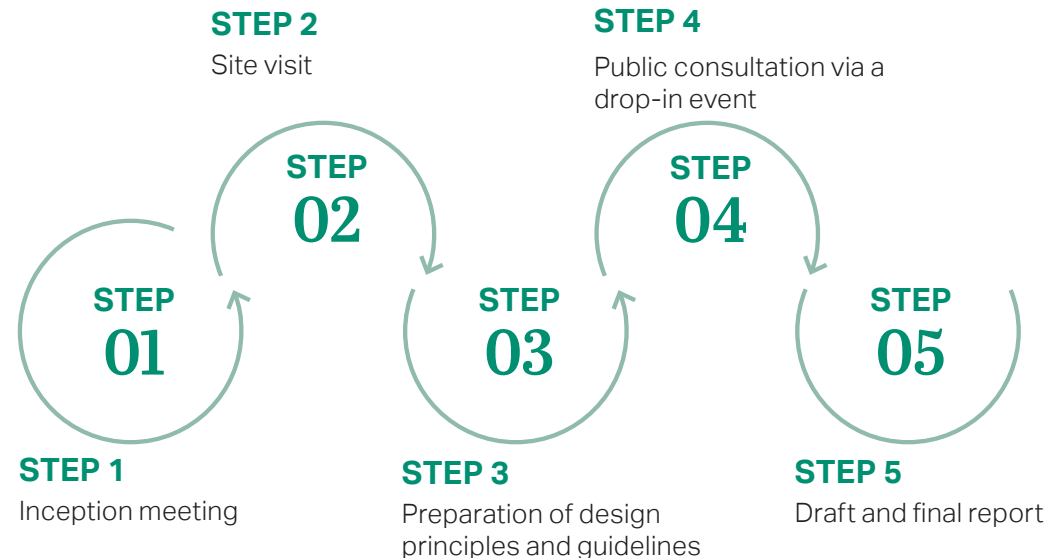 STEP 2
Site visit
STEP 4
Public consultation via a
drop-in event
STEP
01
STEP
02
STEP
03
STEP
04
STEP
05
STEP 1
Inception meeting
STEP 3
Preparation of design
principles and guidelines
STEP 5
Draft and final report